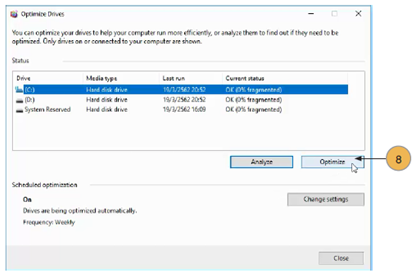 Optimize Drives
You can optimize your drives to help your computer run more efficiently, or analyze them to find out if they need to be
optimized. Only drives on or connected to your computer are shown.
Status
Drive Media type Last run Current status
(C:) Hard disk drive 19/3/2562 20:52 OK (0% fragmented)
(D:) Hard disk drive 19/3/2562 20:52 OK (0% fragmented)
System Reserved Hard disk drive 19/3/2562 16:09 OK (0% fragmented)
Analyze Optimize 8
Scheduled optimization
On Change settings
Drives are being optimized automatically.
Frequency: Weekly
Close